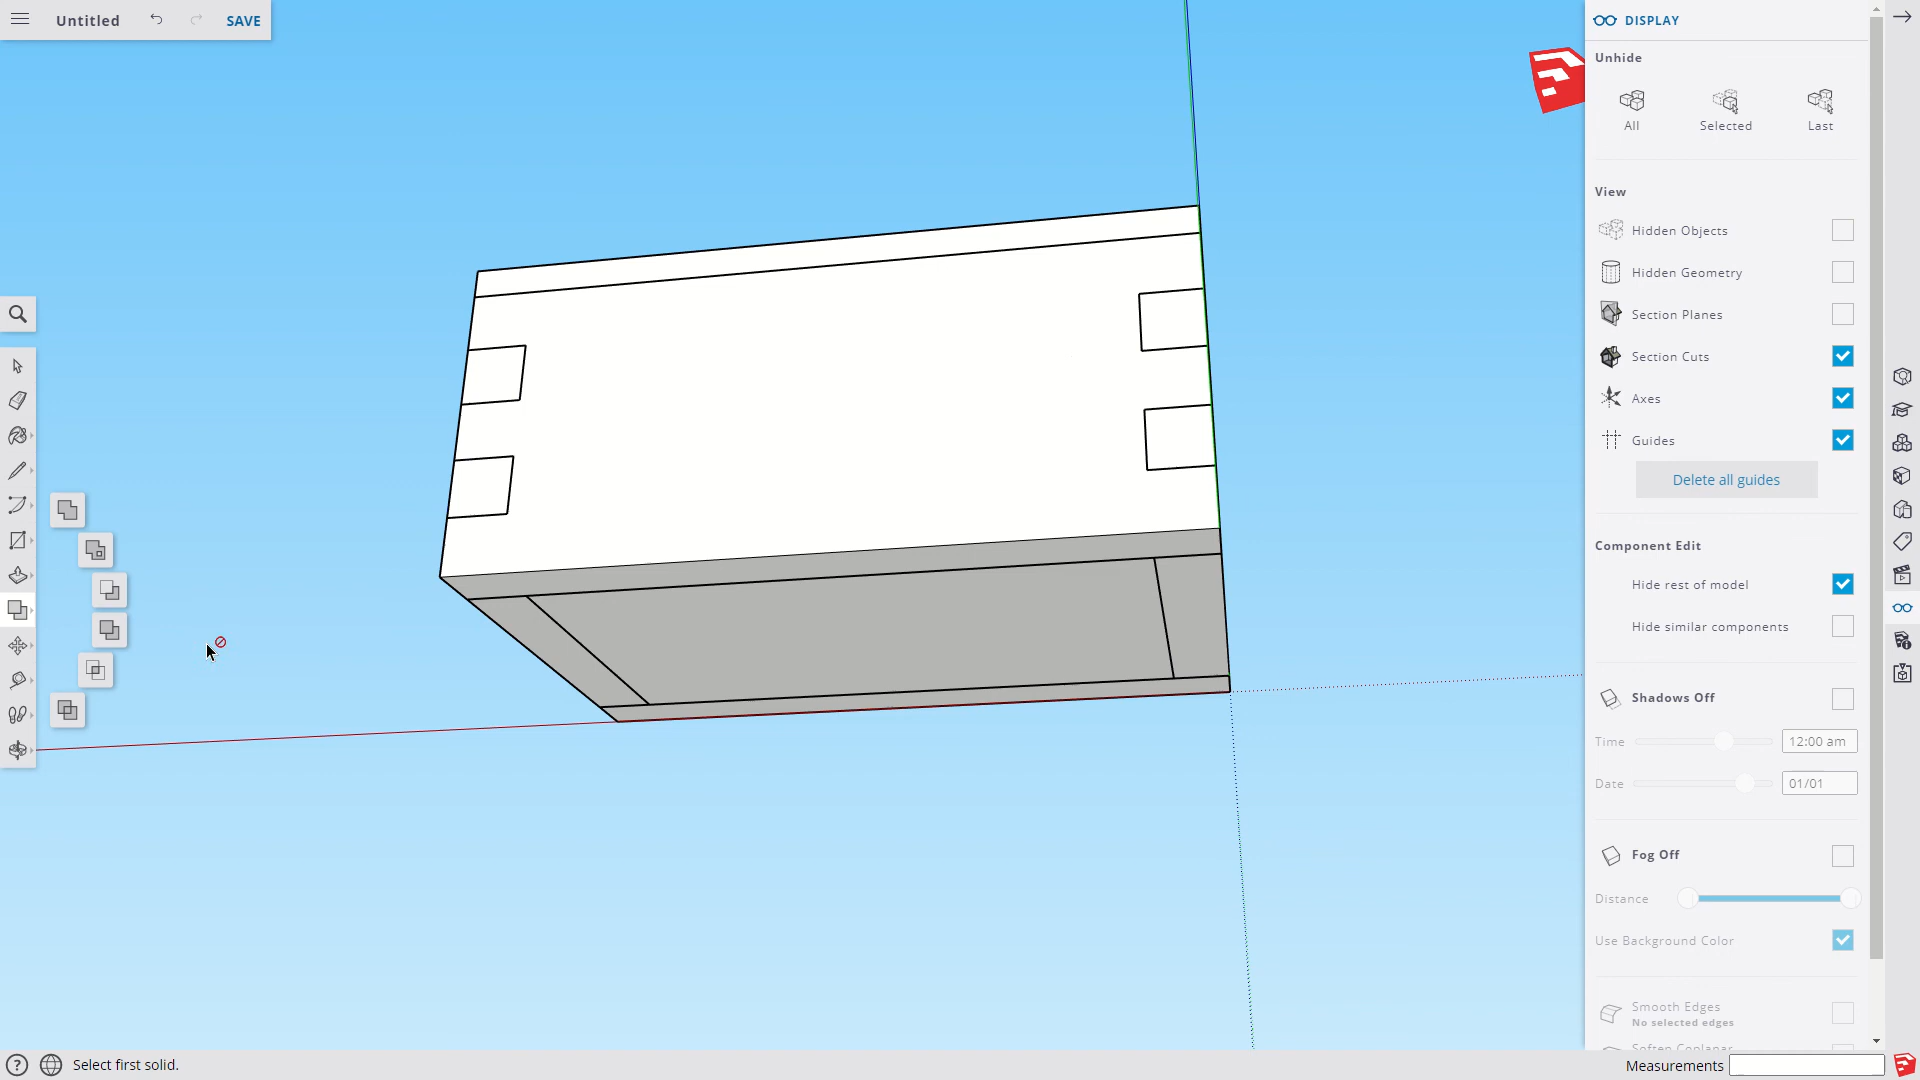 Untitled
SAVE
DISPLAY
Unhide
All
Selected
Last
View
Hidden Objects
Hidden Geometry
Section Planes
Section Cuts
Axes
Guides
Delete all guides
Component Edit
Hide rest of model
Hide similar components
Shadows Off
Time
12:00 am
Date
01/01
Fog Off
Distance
Use Background Color
Smooth Edges
No selected edges
Soften Coplanar
Select first solid.
Measurements